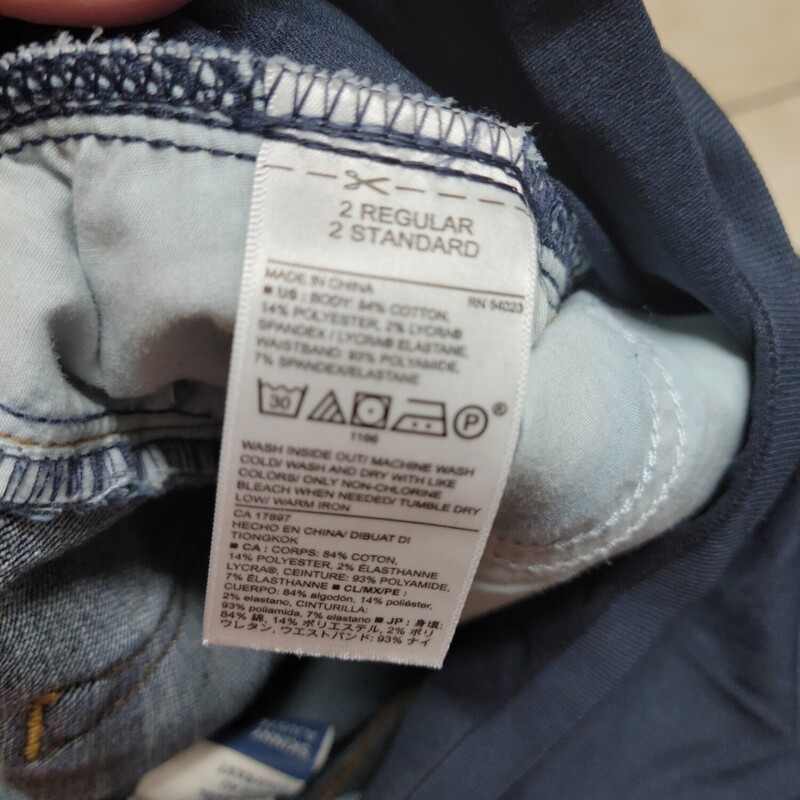 2 REGULAR
2 STANDARD
MADE IN CHINA RN 54023
■ US : BODY: 84% COTTON,
14% POLYESTER, 2% LYCRA®
SPANDEX / LYCRA® ELASTANE,
WAISTBAND: 93% POLYAMIDE,
7% SPANDEX/ELASTANE
30 P ®
1166
WASH INSIDE OUT/ MACHINE WASH
COLD/ WASH AND DRY WITH LIKE
COLORS/ ONLY NON-CHLORINE
BLEACH WHEN NEEDED/ TUMBLE DRY
LOW/ WARM IRON
CA 17897
HECHO EN CHINA/ DIBUAT DI
TIONGKOK
■ CA : CORPS: 84% COTON,
14% POLYESTER, 2% ÉLASTHANNE
LYCRA®, CEINTURE: 93% POLYAMIDE,
7% ÉLASTHANNE ■ CL/MX/PE :
CUERPO: 84% algodón, 14% poliéster,
2% elastano, CINTURILLA:
93% poliamida, 7% elastano ■ JP : 身頃:
84% 綿, 14% ポリエステル, 2% ポリ
ウレタン, ウエストバンド: 93% ナイ